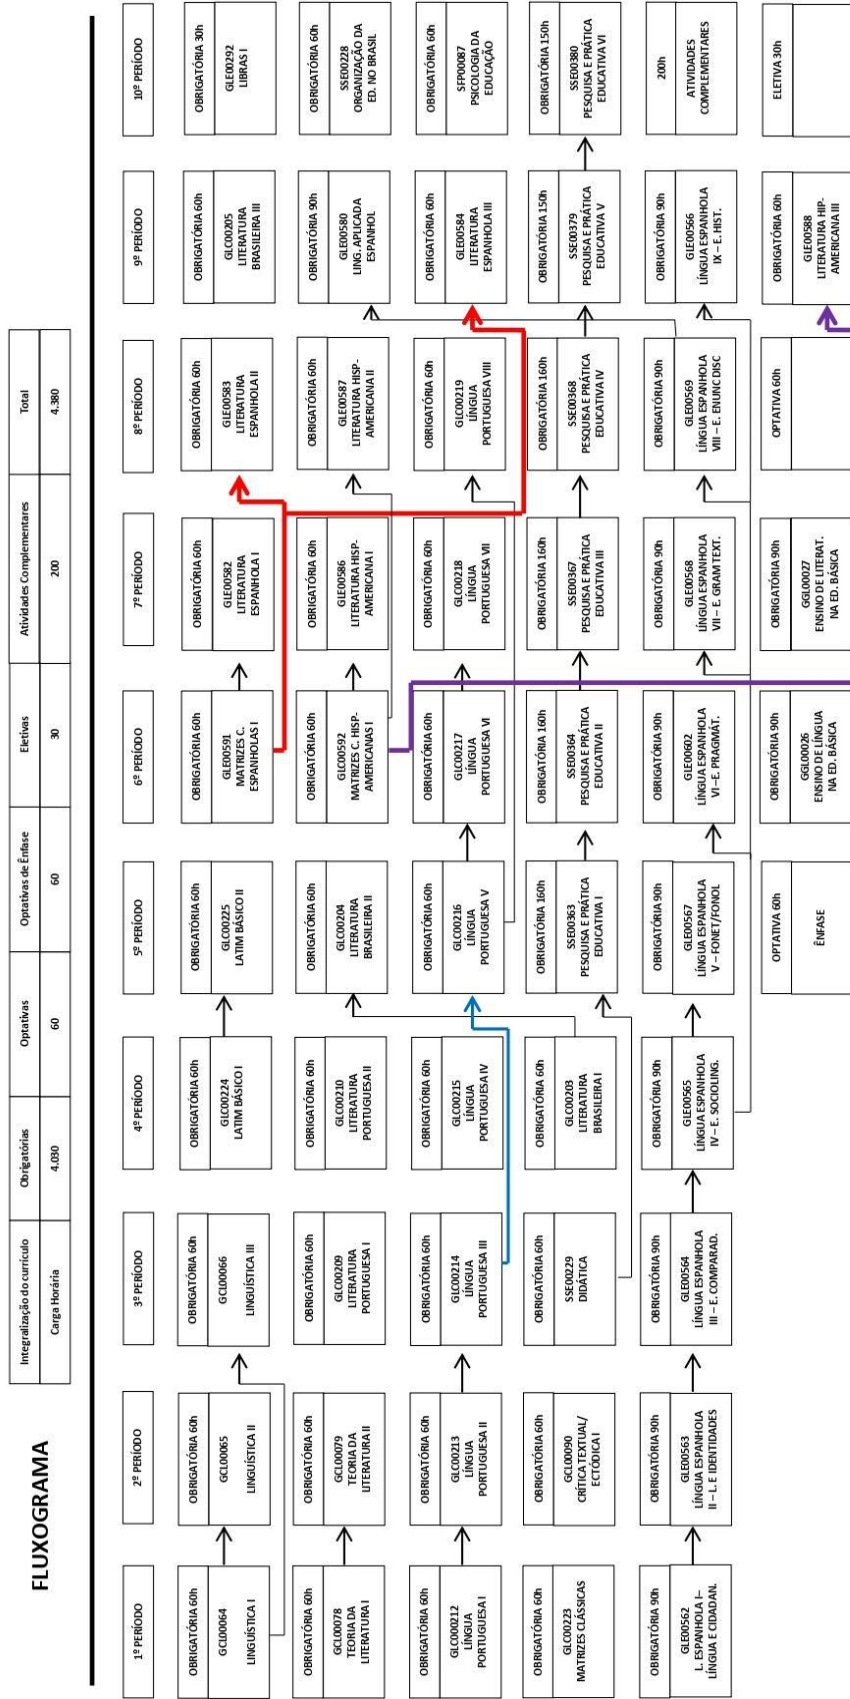 FLUXOGRAMA
Integralização do currículo
Obrigatórias
Optativas
Optativas de Ênfase
Eletivas
Atividades Complementares
Total
Carga Horária
4.030
60
60
30
200
4.380
1º PERÍODO
2º PERÍODO
3º PERÍODO
4º PERÍODO
5º PERÍODO
6º PERÍODO
7º PERÍODO
8º PERÍODO
9º PERÍODO
10º PERÍODO
OBRIGATÓRIA 60h
GCL00064
LINGUÍSTICA I
OBRIGATÓRIA 60h
GCL00065
LINGUÍSTICA II
OBRIGATÓRIA 60h
GCL00066
LINGUÍSTICA III
OBRIGATÓRIA 60h
GLC00224
LATIM BÁSICO I
OBRIGATÓRIA 60h
GLC00225
LATIM BÁSICO II
OBRIGATÓRIA 60h
GLE00591
MATRIZES C.
ESPANHOLAS I
OBRIGATÓRIA 60h
GLE00582
LITERATURA
ESPANHOLA I
OBRIGATÓRIA 60h
GLE00583
LITERATURA
ESPANHOLA II
OBRIGATÓRIA 60h
GLC00205
LITERATURA
BRASILEIRA III
OBRIGATÓRIA 30h
GLE00292
LIBRAS I
OBRIGATÓRIA 60h
GCL00078
TEORIA DA
LITERATURA I
OBRIGATÓRIA 60h
GCL00079
TEORIA DA
LITERATURA II
OBRIGATÓRIA 60h
GLC00209
LITERATURA
PORTUGUESA I
OBRIGATÓRIA 60h
GLC00210
LITERATURA
PORTUGUESA II
OBRIGATÓRIA 60h
GLC00204
LITERATURA
BRASILEIRA II
OBRIGATÓRIA 60h
GLC00592
MATRIZES C. HISP-
AMERICANAS I
OBRIGATÓRIA 60h
GLE00586
LITERATURA HISP-
AMERICANA I
OBRIGATÓRIA 60h
GLE00587
LITERATURA HISP-
AMERICANA II
OBRIGATÓRIA 90h
GLE00580
LING. APLICADA
ESPANHOL
OBRIGATÓRIA 60h
SSE00228
ORGANIZAÇÃO DA
ED. NO BRASIL
OBRIGATÓRIA 60h
GLC000212
LÍNGUA
PORTUGUESA I
OBRIGATÓRIA 60h
GLC00213
LÍNGUA
PORTUGUESA II
OBRIGATÓRIA 60h
GLC00214
LÍNGUA
PORTUGUESA III
OBRIGATÓRIA 60h
GLC00215
LÍNGUA
PORTUGUESA IV
OBRIGATÓRIA 60h
GLC00216
LÍNGUA
PORTUGUESA V
OBRIGATÓRIA 60h
GLC00217
LÍNGUA
PORTUGUESA VI
OBRIGATÓRIA 60h
GLC00218
LÍNGUA
PORTUGUESA VII
OBRIGATÓRIA 60h
GLC00219
LÍNGUA
PORTUGUESA VIII
OBRIGATÓRIA 60h
GLE00584
LITERATURA
ESPANHOLA III
OBRIGATÓRIA 60h
SFP00087
PSICOLOGIA DA
EDUCAÇÃO
OBRIGATÓRIA 60h
GLC00223
MATRIZES CLÁSSICAS
OBRIGATÓRIA 60h
GCL00090
CRÍTICA TEXTUAL/
ECTÓDICA I
OBRIGATÓRIA 60h
SSE00229
DIDÁTICA
OBRIGATÓRIA 60h
GLC00203
LITERATURA
BRASILEIRA I
OBRIGATÓRIA 160h
SSE00363
PESQUISA E PRÁTICA
EDUCATIVA I
OBRIGATÓRIA 160h
SSE00364
PESQUISA E PRÁTICA
EDUCATIVA II
OBRIGATÓRIA 160h
SSE00367
PESQUISA E PRÁTICA
EDUCATIVA III
OBRIGATÓRIA 160h
SSE00368
PESQUISA E PRÁTICA
EDUCATIVA IV
OBRIGATÓRIA 150h
SSE00379
PESQUISA E PRÁTICA
EDUCATIVA V
OBRIGATÓRIA 150h
SSE00380
PESQUISA E PRÁTICA
EDUCATIVA VI
OBRIGATÓRIA 90h
GLE00562
L. ESPANHOLA I–
LÍNGUA E CIDADAN.
OBRIGATÓRIA 90h
GLE00563
LÍNGUA ESPANHOLA
II – L. E IDENTIDADES
OBRIGATÓRIA 90h
GLE00564
LÍNGUA ESPANHOLA
III – E. COMPARAD.
OBRIGATÓRIA 90h
GLE00565
LÍNGUA ESPANHOLA
IV – E. SOCIOLING.
OBRIGATÓRIA 90h
GLE00567
LÍNGUA ESPANHOLA
V – FONET/FONOL
OBRIGATÓRIA 90h
GLE00602
LÍNGUA ESPANHOLA
VI –E. PRAGMÁT.
OBRIGATÓRIA 90h
GLE00568
LÍNGUA ESPANHOLA
VII – E. GRAM TEXT.
OBRIGATÓRIA 90h
GLE00569
LÍNGUA ESPANHOLA
VIII – E. ENUNC DISC
OBRIGATÓRIA 90h
GLE00566
LÍNGUA ESPANHOLA
IX – E. HIST.
200h
ATIVIDADES
COMPLEMENTARES
OPTATIVA 60h
ÊNFASE
OBRIGATÓRIA 90h
GGL00026
ENSINO DE LÍNGUA
NA ED. BÁSICA
OBRIGATÓRIA 90h
GGL00027
ENSINO DE LITERAT.
NA ED. BÁSICA
OPTATIVA 60h
OBRIGATÓRIA 60h
GLE00588
LITERATURA HIP-
AMERICANA III
ELETIVA 30h